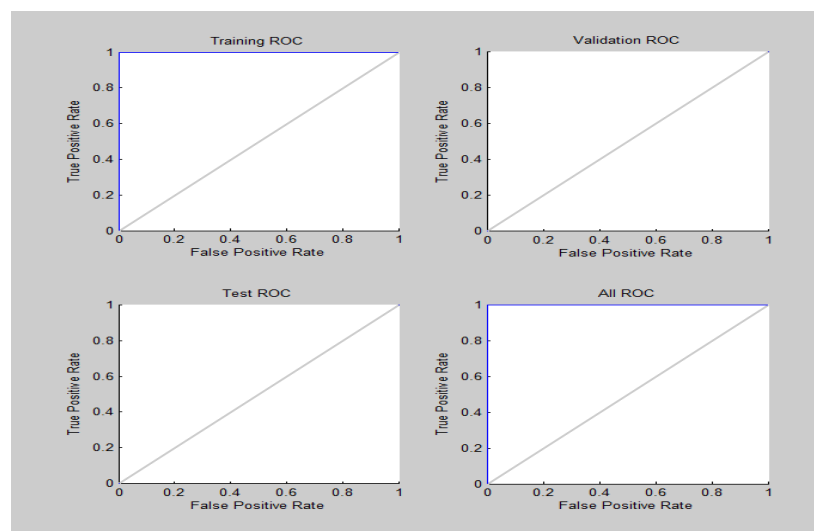 Training ROC
1
0.8
0.6
0.4
0.2
0
True Positive Rate
0 0.2 0.4 0.6 0.8 1
False Positive Rate
Validation ROC
1
0.8
0.6
0.4
0.2
0
True Positive Rate
0 0.2 0.4 0.6 0.8 1
False Positive Rate
Test ROC
1
0.8
0.6
0.4
0.2
0
True Positive Rate
0 0.2 0.4 0.6 0.8 1
False Positive Rate
All ROC
1
0.8
0.6
0.4
0.2
0
True Positive Rate
0 0.2 0.4 0.6 0.8 1
False Positive Rate